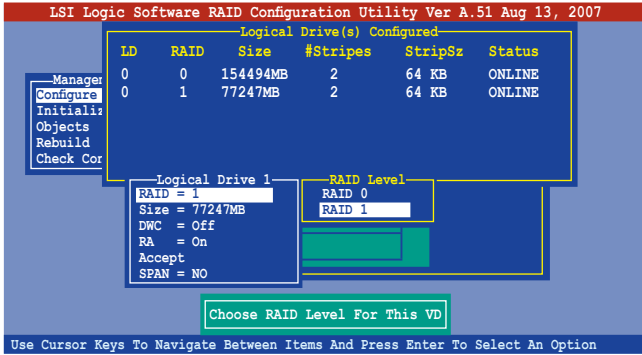 LSI Logic Software RAID Configuration Utility Ver A.51 Aug 13, 2007
Logical Drive(s) Configured
LD RAID Size #Stripes StripSz Status
0 0 154494MB 2 64 KB ONLINE
0 1 77247MB 2 64 KB ONLINE
Managem
Configure
Initializ
Objects
Rebuild
Check Con
Logical Drive 1
RAID = 1
Size = 77247MB
DWC = Off
RA = On
Accept
SPAN = NO
RAID Level
RAID 0
RAID 1
Choose RAID Level For This VD
Use Cursor Keys To Navigate Between Items And Press Enter To Select An Option